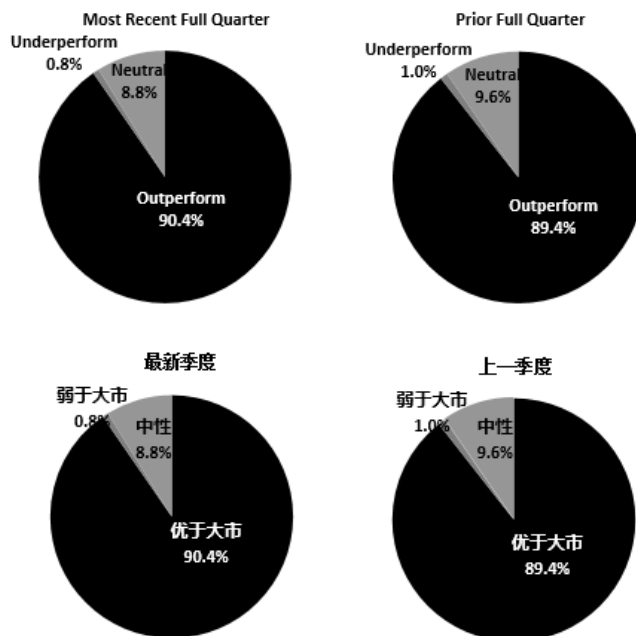 Most Recent Full Quarter
Underperform
0.8%
Neutral
8.8%
Outperform
90.4%
Prior Full Quarter
Underperform
1.0%
Neutral
9.6%
Outperform
89.4%
最新季度
弱于大市
0.8%
中性
8.8%
优于大市
90.4%
上一季度
弱于大市
1.0%
中性
9.6%
优于大市
89.4%